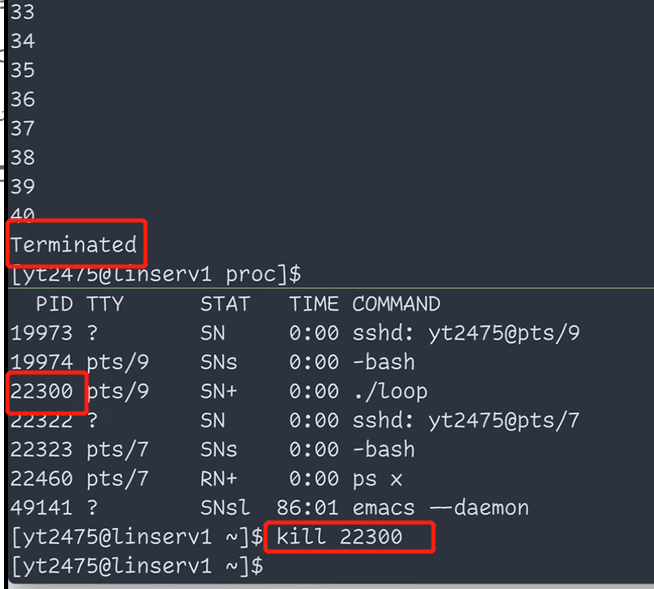 33
34
35
36
37
38
39
40
Terminated
[yt2475@linserv1 proc]$
PID TTY STAT TIME COMMAND
19973 ? SN 0:00 sshd: yt2475@pts/9
19974 pts/9 SNs 0:00 -bash
22300 pts/9 SN+ 0:00 ./loop
22322 ? SN 0:00 sshd: yt2475@pts/7
22323 pts/7 SNs 0:00 -bash
22460 pts/7 RN+ 0:00 ps x
49141 ? SNsl 86:01 emacs --daemon
[yt2475@linserv1 ~]$ kill 22300
[yt2475@linserv1 ~]$